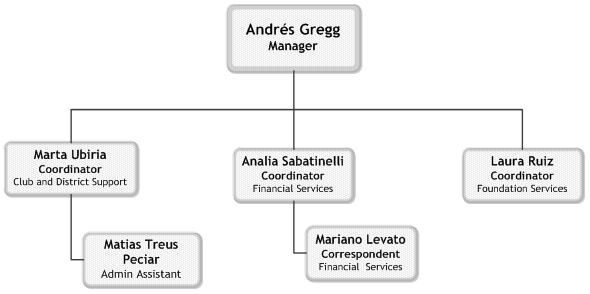 Andrés Gregg
Manager
Marta Ubiria
Coordinator
Club and District Support
Analia Sabatinelli
Coordinator
Financial Services
Laura Ruiz
Coordinator
Foundation Services
Matias Treus
Peciar
Admin Assistant
Mariano Levato
Correspondent
Financial Services